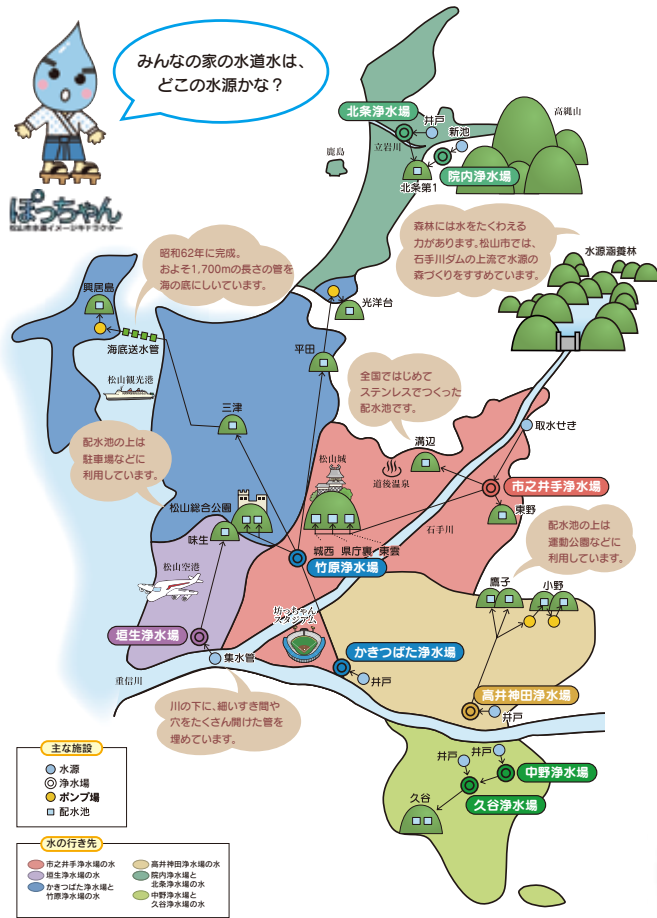 みんなの家の水道水は、
どこの水源かな？
ぽっちゃん
松山市水道イメージキャラクター
北条浄水場
井戸
新池
高縄山
立岩川
鹿島
北条第1
院内浄水場
昭和62年に完成。
およそ1,700mの長さの管を
海の底にしいています。
森林には水をたくわえる
力があります。松山市では、
石手川ダムの上流で水源の
森づくりをすすめています。
水源涵養林
興居島
光洋台
海底送水管
平田
松山観光港
全国ではじめて
ステンレスでつくった
配水池です。
三津
取水せき
配水池の上は
駐車場などに
利用しています。
溝辺
松山城
道後温泉
市之井手浄水場
松山総合公園
東野
石手川
配水池の上は
運動公園などに
利用しています。
味生
城西
県庁裏
東雲
松山空港
竹原浄水場
鷹子
小野
坊っちゃん
スタジアム
垣生浄水場
集水管
かきつばた浄水場
井戸
重信川
高井神田浄水場
井戸
川の下に、細いすき間や
穴をたくさん開けた管を
埋めています。
井戸
井戸
中野浄水場
久谷浄水場
久谷
主な施設
水源
浄水場
ポンプ場
配水池
水の行き先
市之井手浄水場の水
垣生浄水場の水
かきつばた浄水場と
竹原浄水場の水
高井神田浄水場の水
院内浄水場と
北条浄水場の水
中野浄水場と
久谷浄水場の水